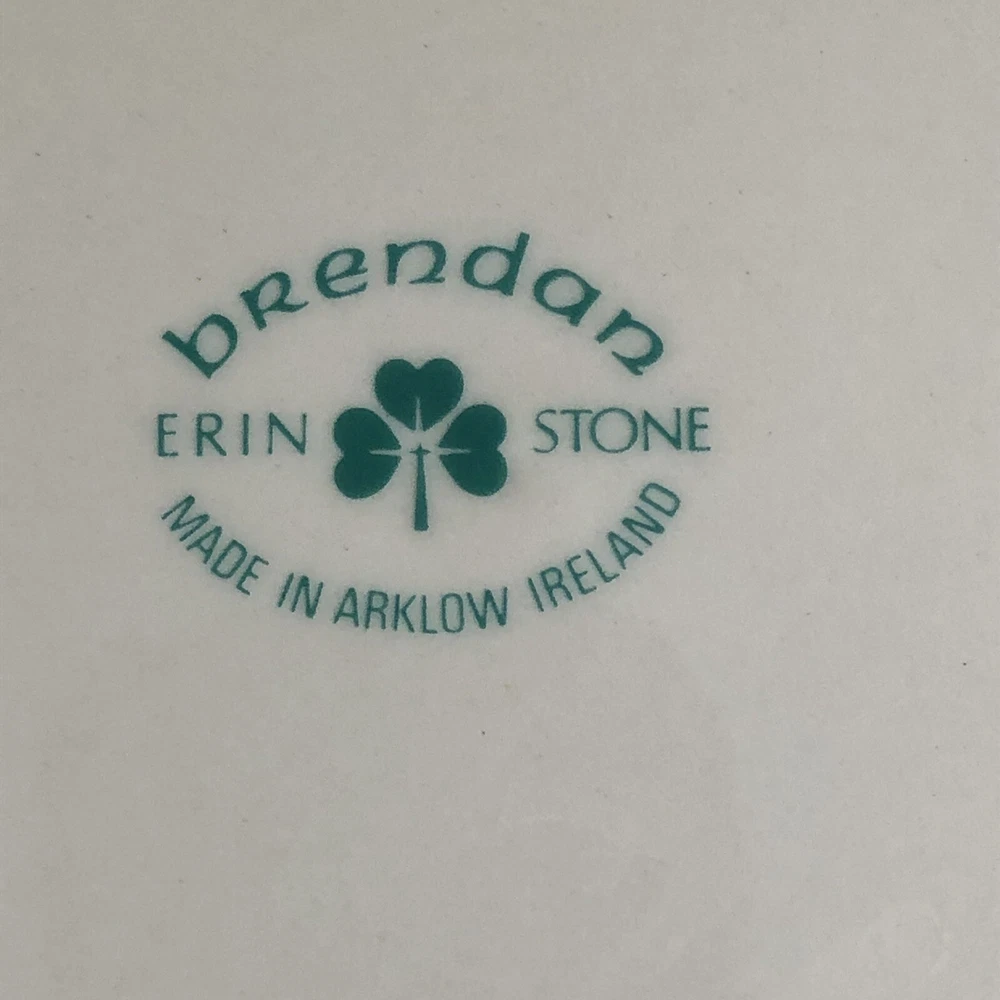 brendan
ERIN STONE
MADE IN ARKLOW IRELAND